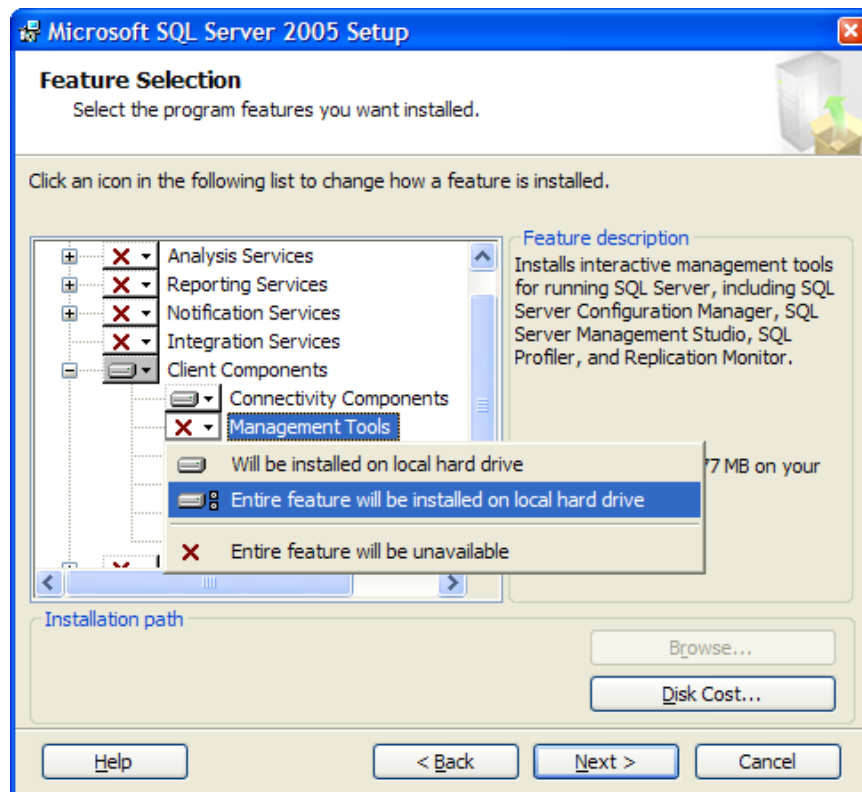 Microsoft SQL Server 2005 Setup
Feature Selection
Select the program features you want installed.
Click an icon in the following list to change how a feature is installed.
Analysis Services
Reporting Services
Notification Services
Integration Services
Client Components
Connectivity Components
Management Tools
Will be installed on local hard drive
Entire feature will be installed on local hard drive
Entire feature will be unavailable
Feature description
Installs interactive management tools
for running SQL Server, including SQL
Server Configuration Manager, SQL
Server Management Studio, SQL
Profiler, and Replication Monitor.
77 MB on your
Installation path
Browse...
Disk Cost...
Help
< Back
Next >
Cancel